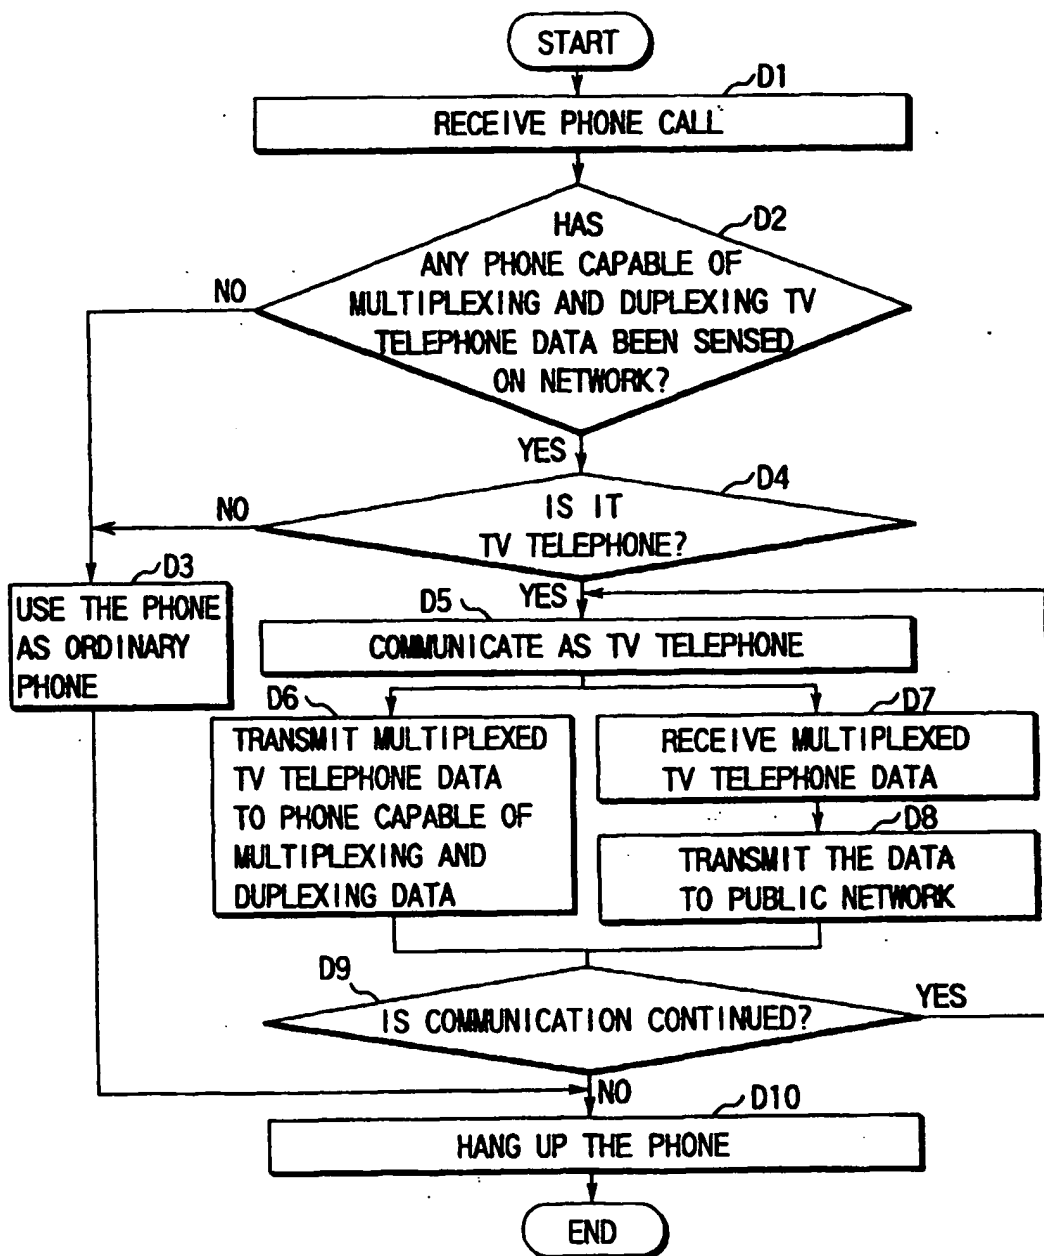 START
D1
RECEIVE PHONE CALL
D2
HAS
ANY PHONE CAPABLE OF
MULTIPLEXING AND DUPLEXING TV
TELEPHONE DATA BEEN SENSED
ON NETWORK?
NO
YES
D4
IS IT
TV TELEPHONE?
NO
YES
D3
USE THE PHONE
AS ORDINARY
PHONE
D5
COMMUNICATE AS TV TELEPHONE
D6
TRANSMIT MULTIPLEXED
TV TELEPHONE DATA
TO PHONE CAPABLE OF
MULTIPLEXING AND
DUPLEXING DATA
D7
RECEIVE MULTIPLEXED
TV TELEPHONE DATA
D8
TRANSMIT THE DATA
TO PUBLIC NETWORK
D9
IS COMMUNICATION CONTINUED?
YES
NO
D10
HANG UP THE PHONE
END